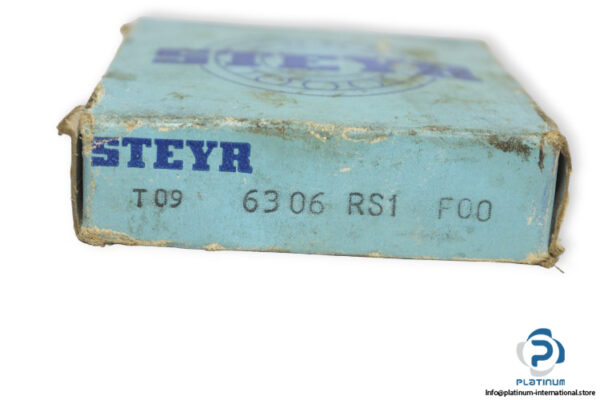 STEYR
STEYR
T09 6306 RS1 F00
PLATINUM
Info@platinum-international.store